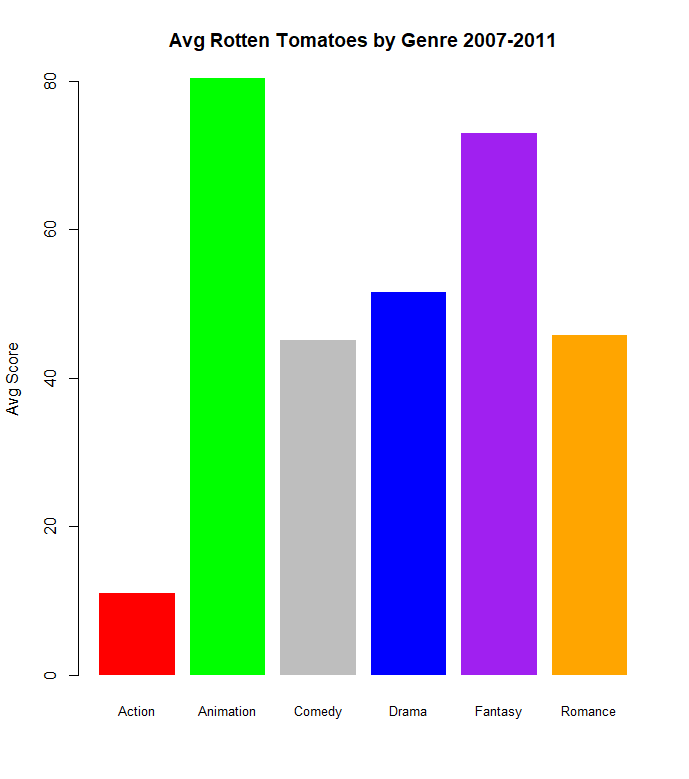 Avg Rotten Tomatoes by Genre 2007-2011
Avg Score
80
60
40
20
0
Action Animation Comedy Drama Fantasy Romance